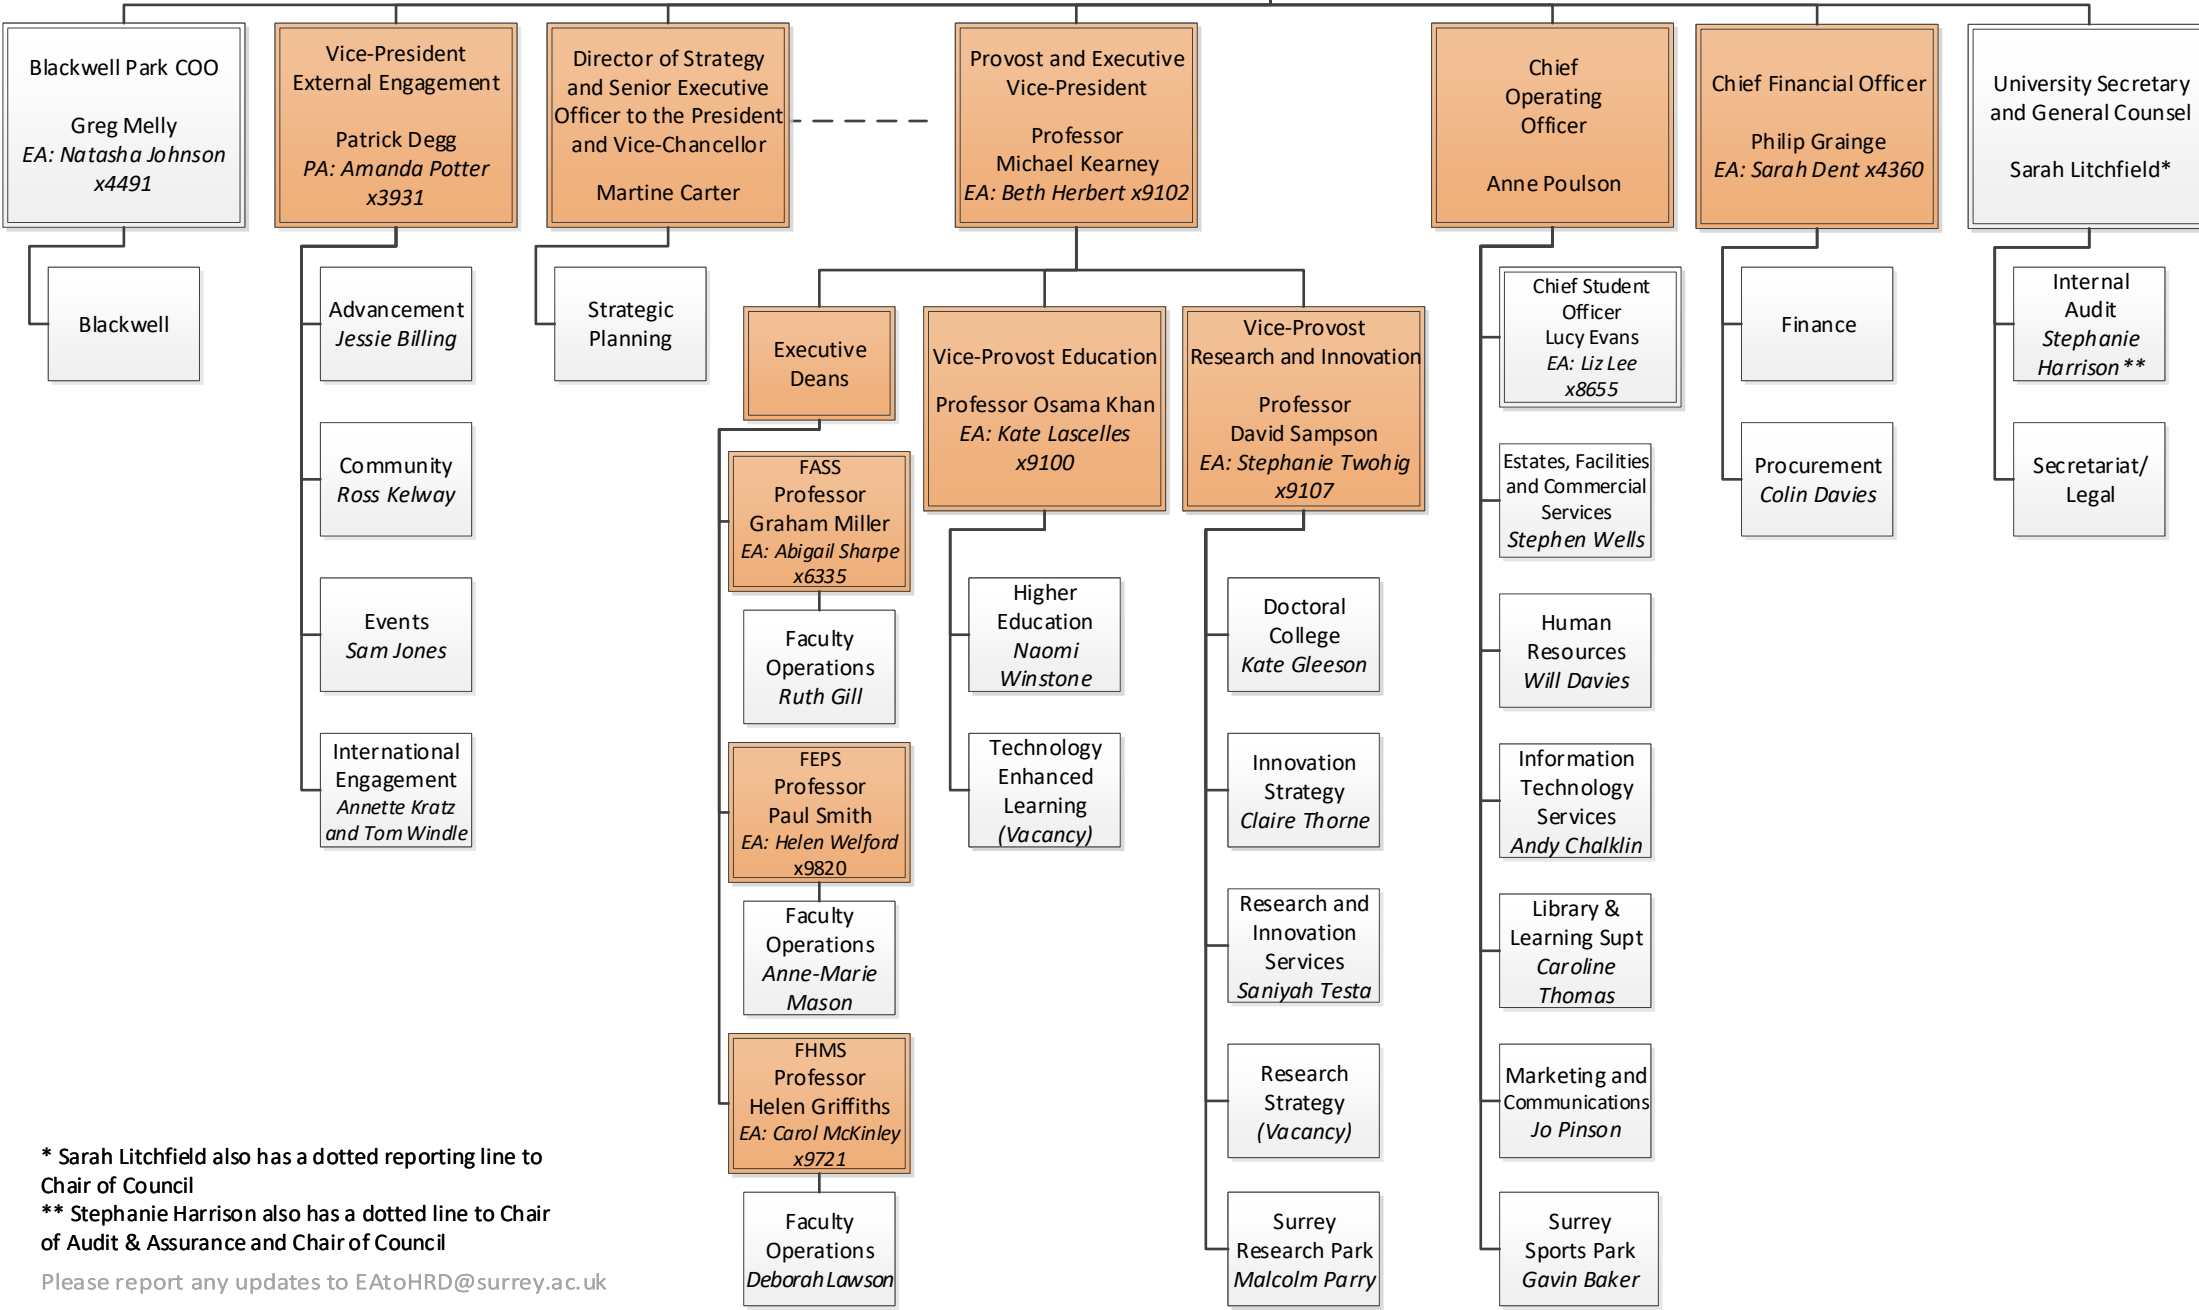 Blackwell Park COO
Greg Melly
EA: Natasha Johnson
x4491
Vice-President
External Engagement
Patrick Degg
PA: Amanda Potter
x3931
Director of Strategy
and Senior Executive
Officer to the President
and Vice-Chancellor
Martine Carter
Provost and Executive
Vice-President
Professor
Michael Kearney
EA: Beth Herbert x9102
Chief
Operating
Officer
Anne Poulson
Chief Financial Officer
Philip Grainge
EA: Sarah Dent x4360
University Secretary
and General Counsel
Sarah Litchfield*
Blackwell
Advancement
Jessie Billing
Community
Ross Kelway
Events
Sam Jones
International
Engagement
Annette Kratz
and Tom Windle
Strategic
Planning
Executive
Deans
FASS
Professor
Graham Miller
EA: Abigail Sharpe
x6335
Faculty
Operations
Ruth Gill
FEPS
Professor
Paul Smith
EA: Helen Welford
x9820
Faculty
Operations
Anne-Marie
Mason
FHMS
Professor
Helen Griffiths
EA: Carol McKinley
x9721
Faculty
Operations
Deborah Lawson
Vice-Provost Education
Professor Osama Khan
EA: Kate Lascelles
x9100
Higher
Education
Naomi
Winstone
Technology
Enhanced
Learning
(Vacancy)
Vice-Provost
Research and Innovation
Professor
David Sampson
EA: Stephanie Twohig
x9107
Doctoral
College
Kate Gleeson
Innovation
Strategy
Claire Thorne
Research and
Innovation
Services
Saniyah Testa
Research
Strategy
(Vacancy)
Surrey
Research Park
Malcolm Parry
Chief Student
Officer
Lucy Evans
EA: Liz Lee
x8655
Estates, Facilities
and Commercial
Services
Stephen Wells
Human
Resources
Will Davies
Information
Technology
Services
Andy Chalklin
Library &
Learning Supt
Caroline
Thomas
Marketing and
Communications
Jo Pinson
Surrey
Sports Park
Gavin Baker
Finance
Procurement
Colin Davies
Internal
Audit
Stephanie
Harrison**
Secretariat/
Legal
* Sarah Litchfield also has a dotted reporting line to
Chair of Council
** Stephanie Harrison also has a dotted line to Chair
of Audit & Assurance and Chair of Council
Please report any updates to EAtoHRD@surrey.ac.uk